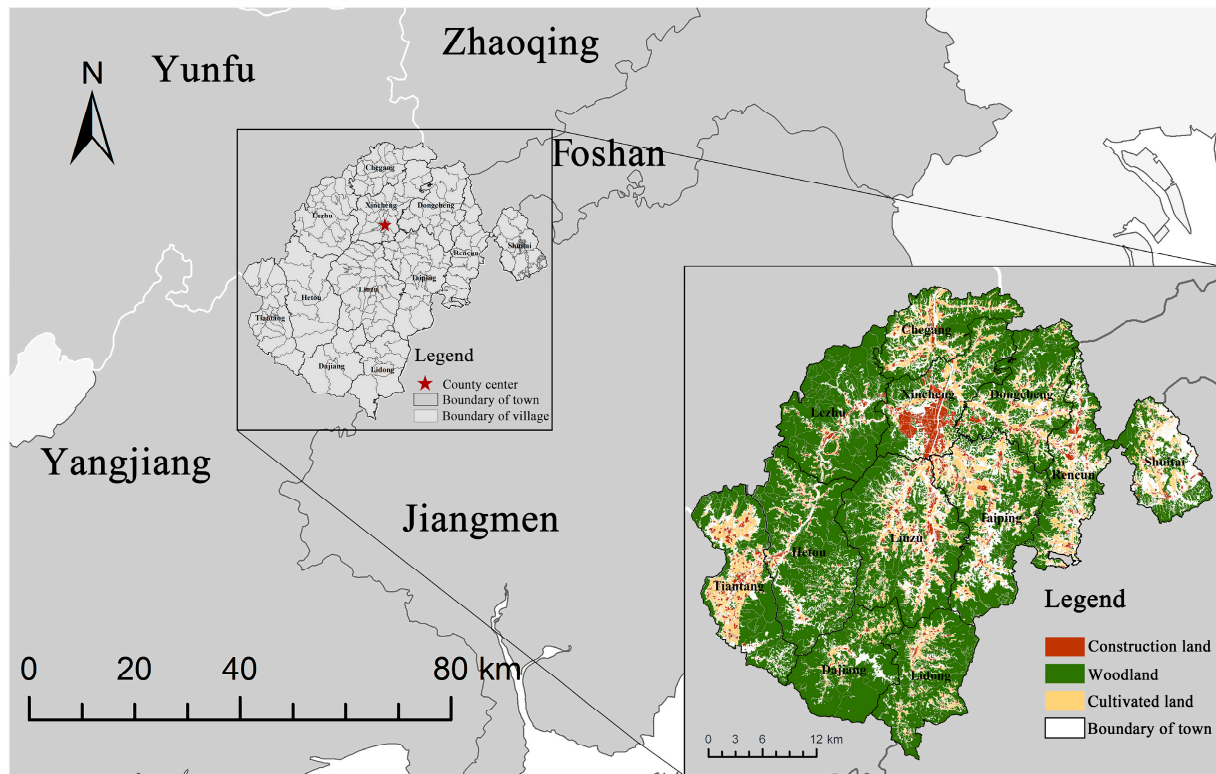 Zhaoqing
Yunfu
N
Foshan
Chegang
Xincheng
Dongcheng
Lezhu
Shuitai
Rencun
Taiping
Linzu
Hetou
Tiantang
Dajiang
Lidong
Legend
County center
Boundary of town
Boundary of village
Yangjiang
Jiangmen
0 20 40 80 km
Chegang
Xincheng
Dongcheng
Lezhu
Shuitai
Rencun
Taiping
Linzu
Hetou
Tiantang
Dajiang
Lidong
Legend
Construction land
Woodland
Cultivated land
Boundary of town
0 3 6 12 km